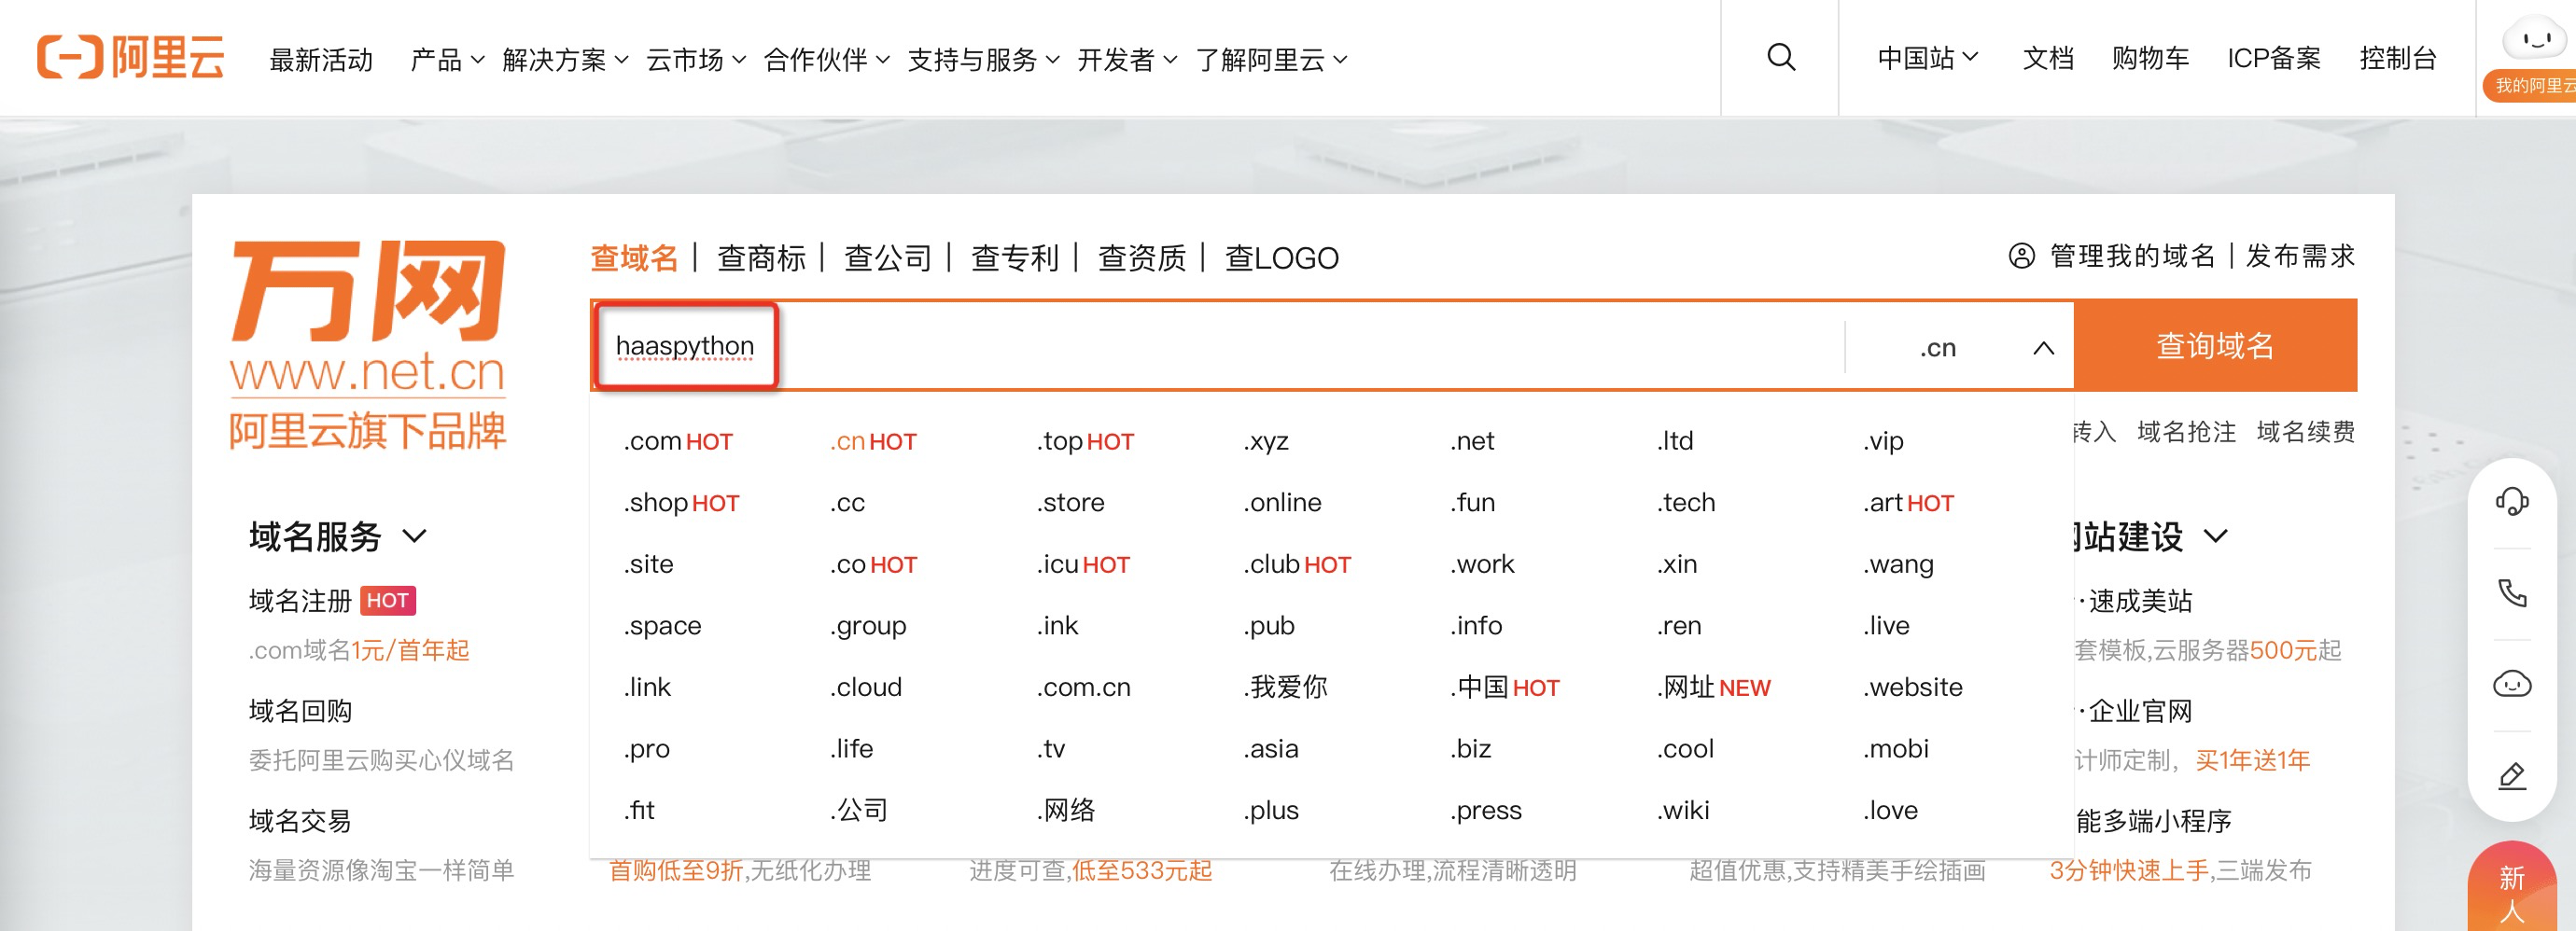 阿里云 最新活动 产品 解决方案 云市场 合作伙伴 支持与服务 开发者 了解阿里云 中国站 文档 购物车 ICP备案 控制台
我的阿里云
万网
www.net.cn
阿里云旗下品牌
查域名 | 查商标 | 查公司 | 查专利 | 查资质 | 查LOGO
管理我的域名 | 发布需求
haaspython .cn 查询域名
转入 域名抢注 域名续费
.com HOT .cn HOT .top HOT .xyz .net .ltd .vip
.shop HOT .cc .store .online .fun .tech .art HOT
.site .co HOT .icu HOT .club HOT .work .xin .wang
.space .group .ink .pub .info .ren .live
.link .cloud .com.cn .我爱你 .中国 HOT .网址 NEW .website
.pro .life .tv .asia .biz .cool .mobi
.fit .公司 .网络 .plus .press .wiki .love
域名服务
域名注册 HOT
.com域名1元/首年起
域名回购
委托阿里云购买心仪域名
域名交易
海量资源像淘宝一样简单
首购低至9折,无纸化办理
进度可查,低至533元起
在线办理,流程清晰透明
超值优惠,支持精美手绘插画
网站建设
·速成美站
套模板,云服务器500元起
·企业官网
计师定制，买1年送1年
能多端小程序
3分钟快速上手,三端发布
新
人